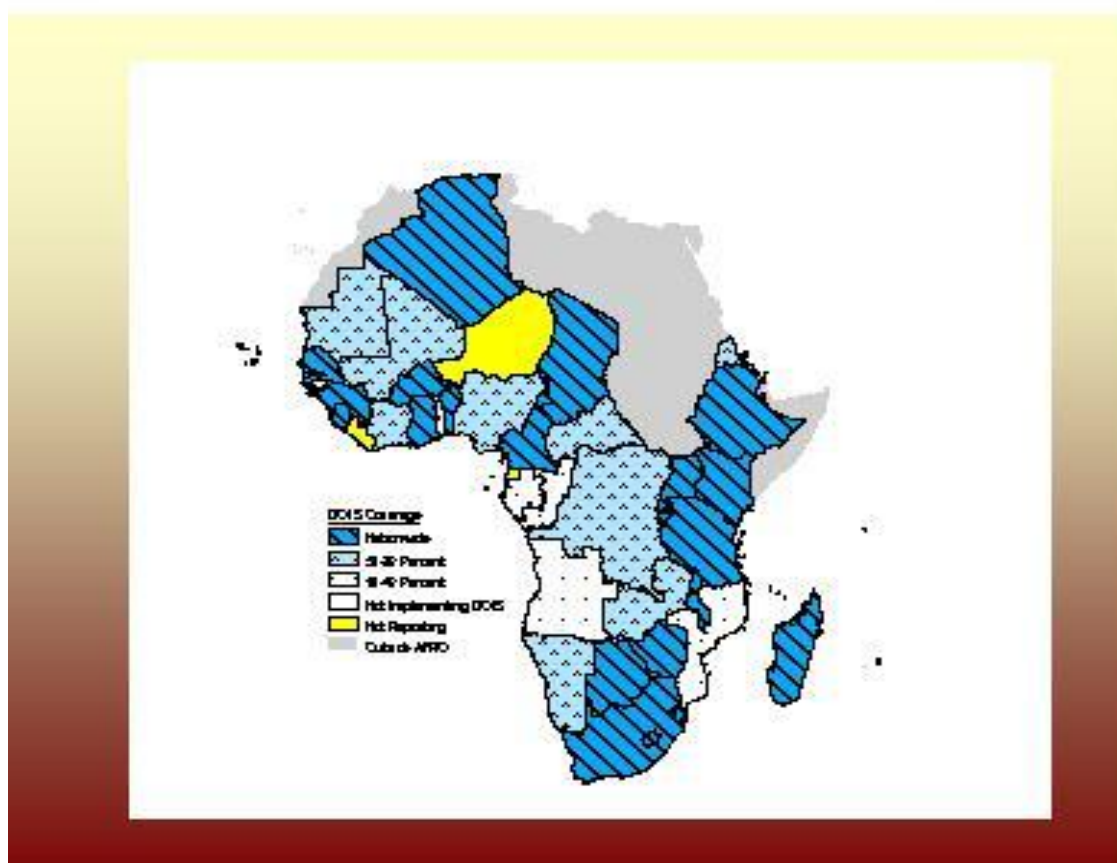 DOTS Coverage
Nationwide
Percent
Percent
Not Implementing DOTS
Not Reporting
Outside AFRO